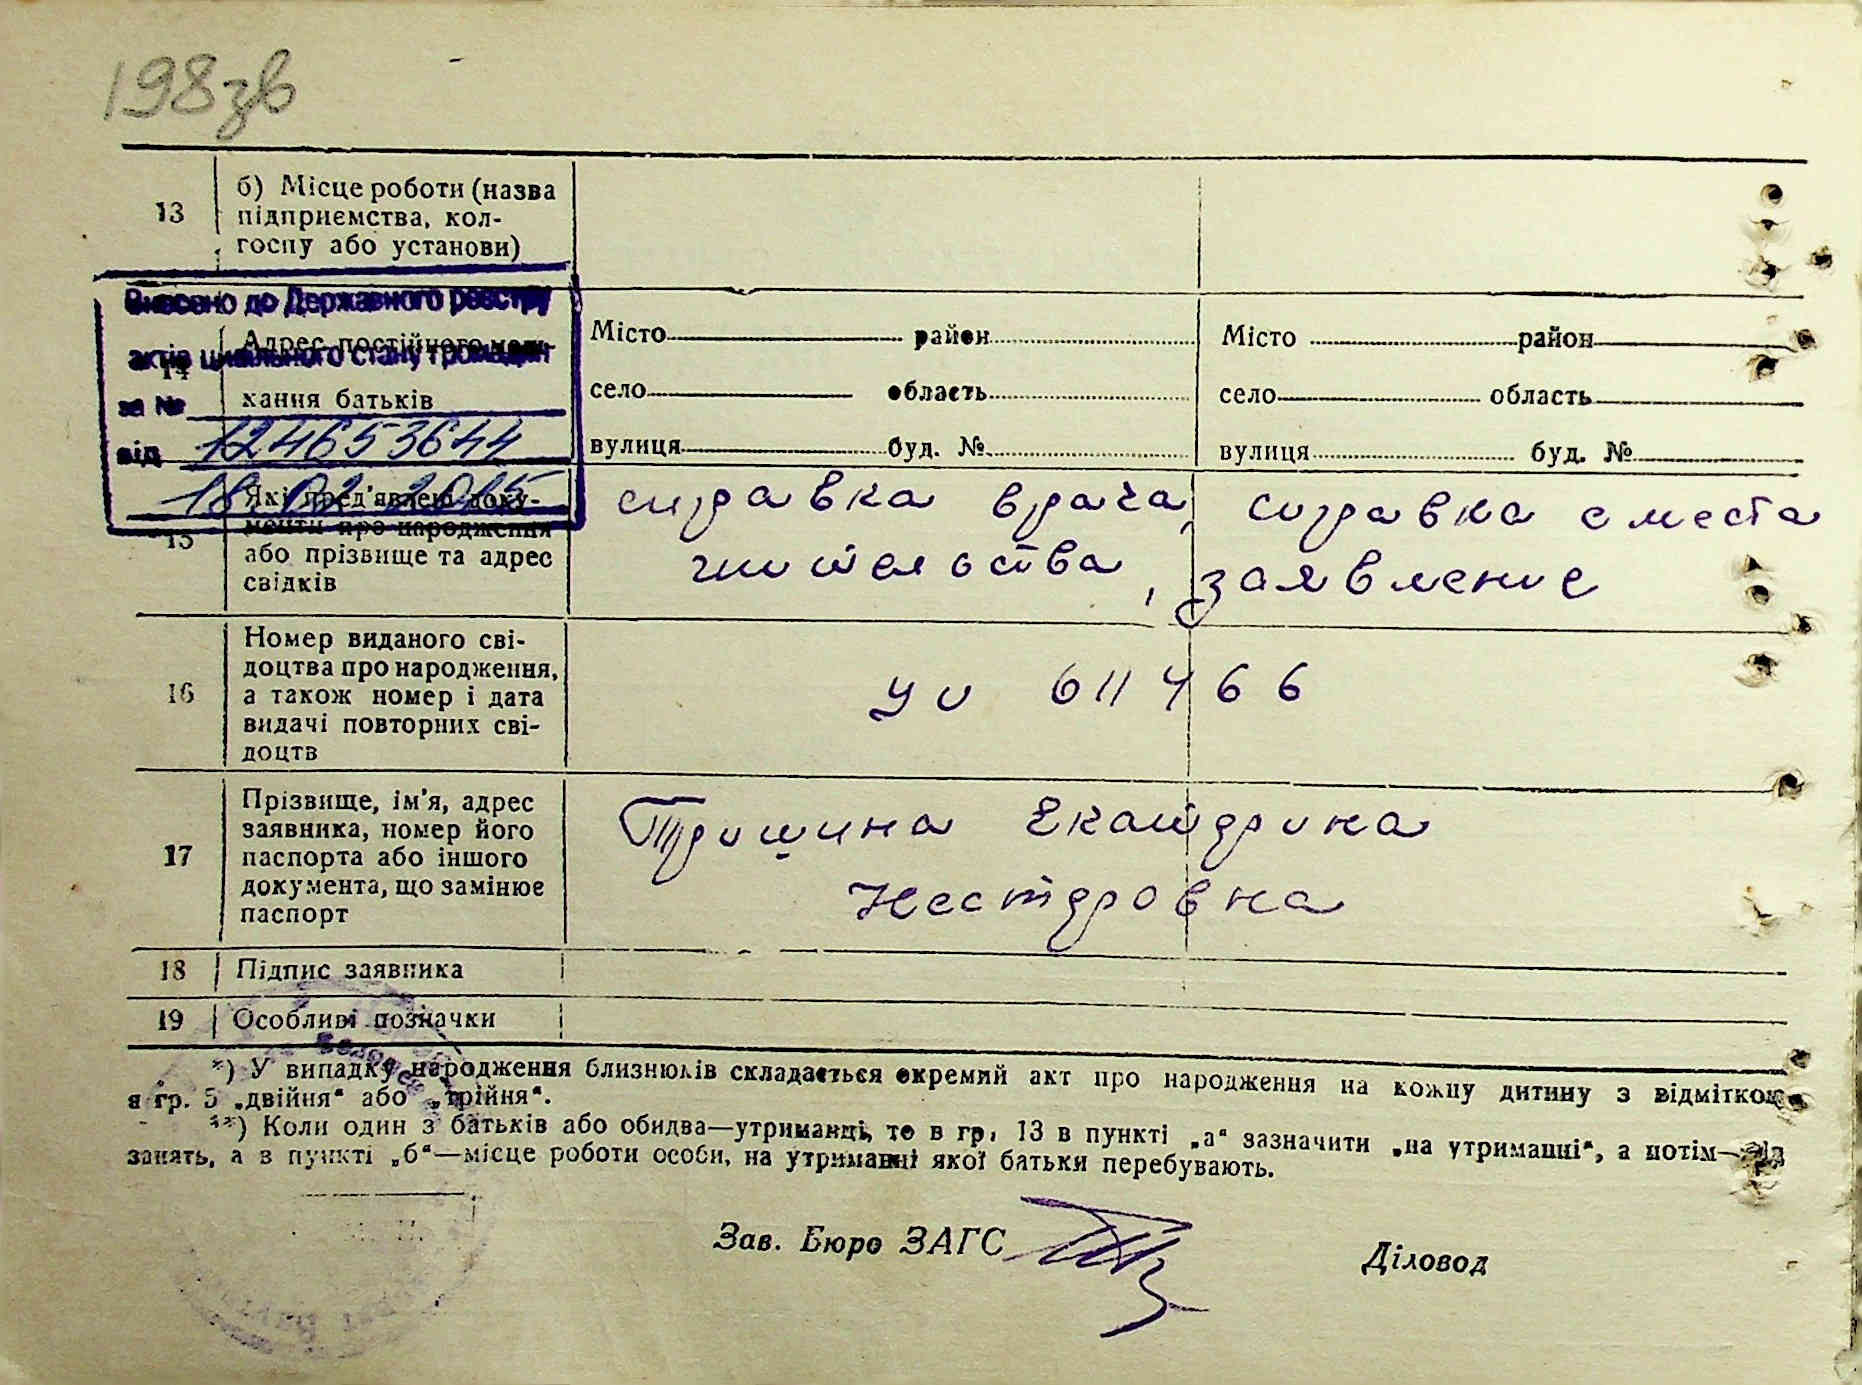 198зв
13
б) Місце роботи (назва
підприємства, кол-
госпу або установи)
Внесено до Державного реєстру
актів цивільного стану громадян
за №
124653644
від
18 02 2015
14
Адрес постійного меш-
кання батьків
Місто район
село область
вулиця буд. №
Місто район
село область
вулиця буд. №
15
Які пред'явлені доку-
менти про народження
або прізвище та адрес
свідків
справка врача, справка с места
жительства, заявление
16
Номер виданого сві-
доцтва про народження,
а також номер і дата
видачі повторних сві-
доцтв
611466
17
Прізвище, ім'я, адрес
заявника, номер його
паспорта або іншого
документа, що замінює
паспорт
Тришина Екатерина
Нестеровна
18 Підпис заявника
19 Особливі позначки
*) У випадку народження близнюків складається окремий акт про народження на кожну дитину з відміткою
в гр. 5 „двійня“ або „трійня“.
**) Коли один з батьків або обидва—утриманці, то в гр. 13 в пункті „а“ зазначити „на утриманні“, а потім—рід
занять, а в пункті „б“—місце роботи особи, на утриманні якої батьки перебувають.
Зав. Бюро ЗАГС
Діловод